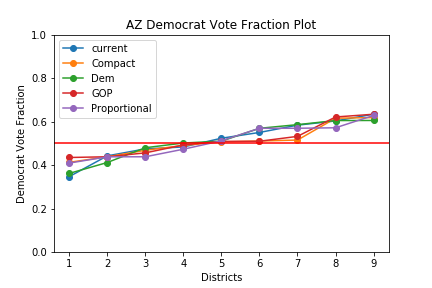 AZ Democrat Vote Fraction Plot
1.0
0.8
0.6
0.4
0.2
0.0
Democrat Vote Fraction
current
Compact
Dem
GOP
Proportional
1 2 3 4 5 6 7 8 9
Districts